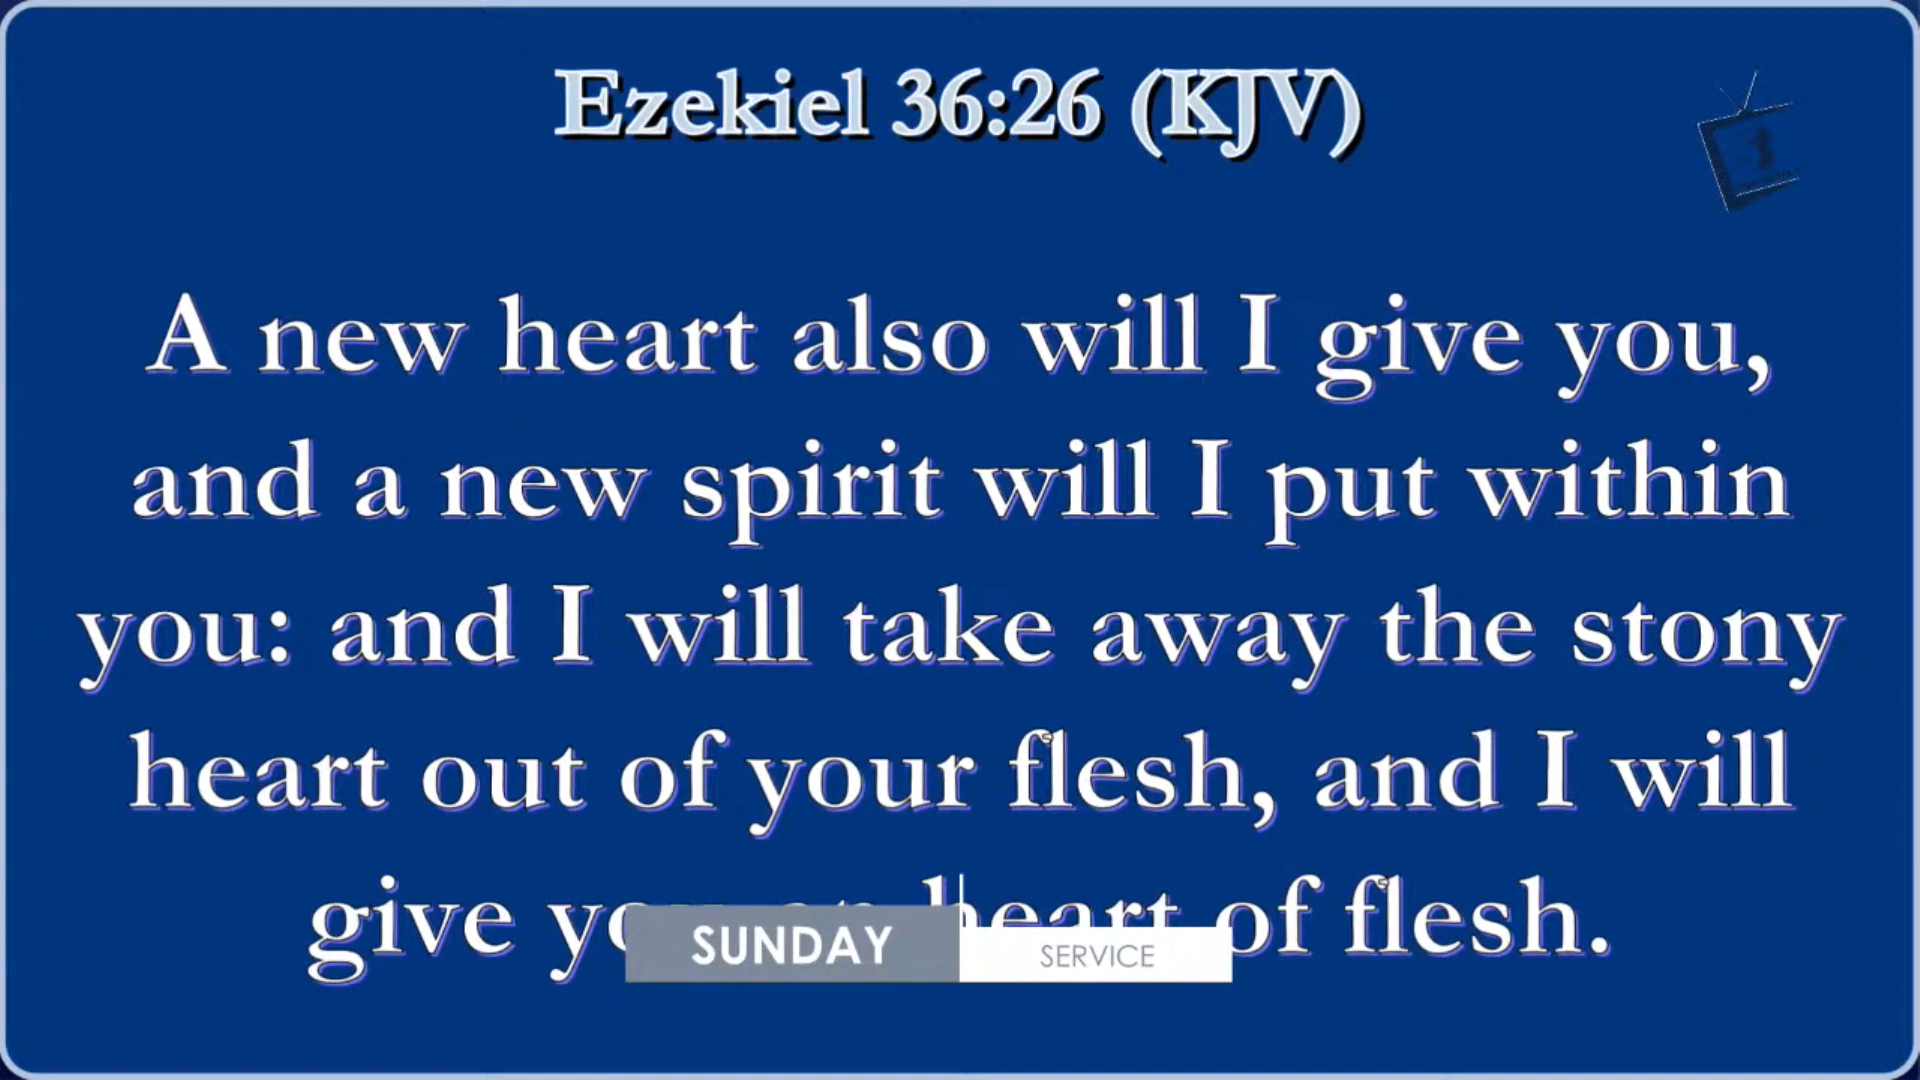 Ezekiel 36:26 (KJV)
A new heart also will I give you,
and a new spirit will I put within
you: and I will take away the stony
heart out of your flesh, and I will
give you an heart of flesh.
SUNDAY SERVICE